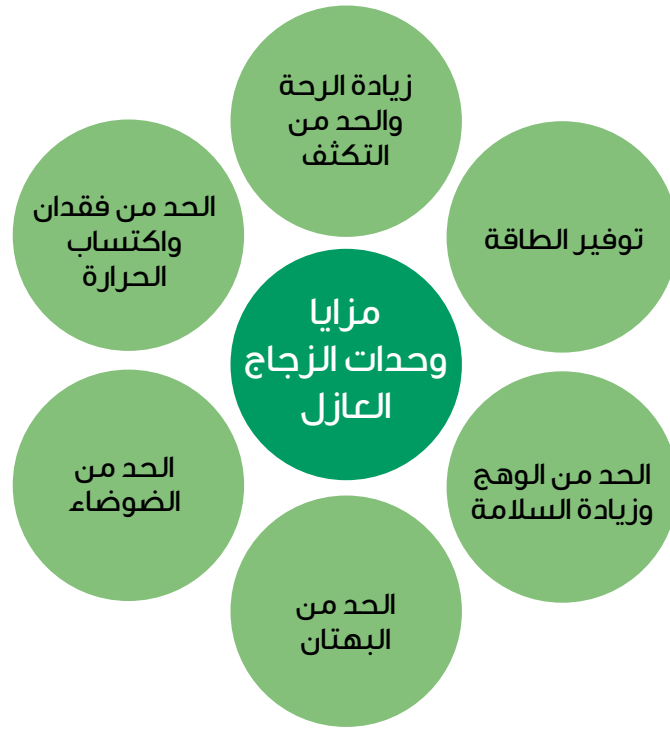 زيادة الرحة
والحد من
التكثف
توفير الطاقة
الحد من الوهج
وزيادة السلامة
الحد من
البهتان
الحد من
الضوضاء
الحد من فقدان
واكتساب
الحرارة
مزايا
وحدات الزجاج
العازل